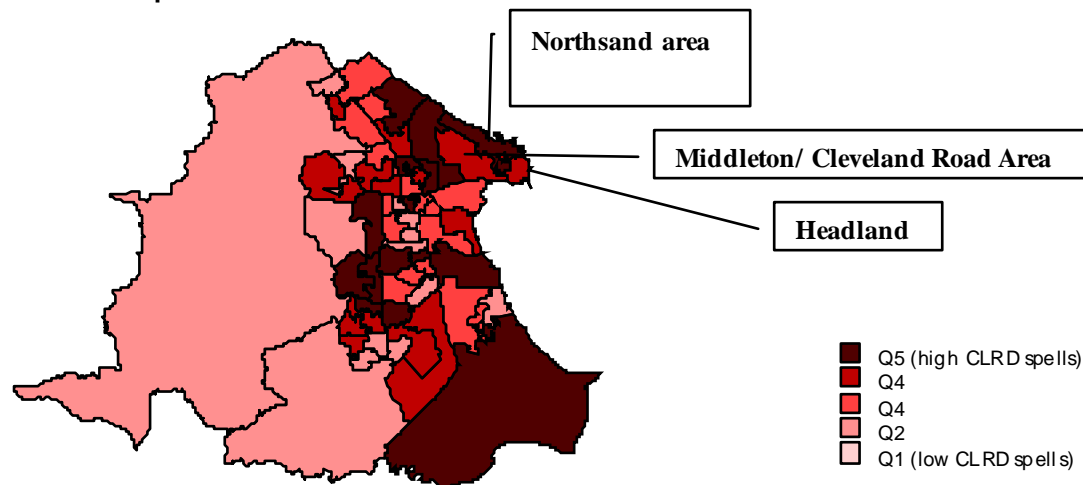 Northsand area
Middleton/ Cleveland Road Area
Headland
Q5 (high CLRD spells)
Q4
Q4
Q2
Q1 (low CLRD spells)